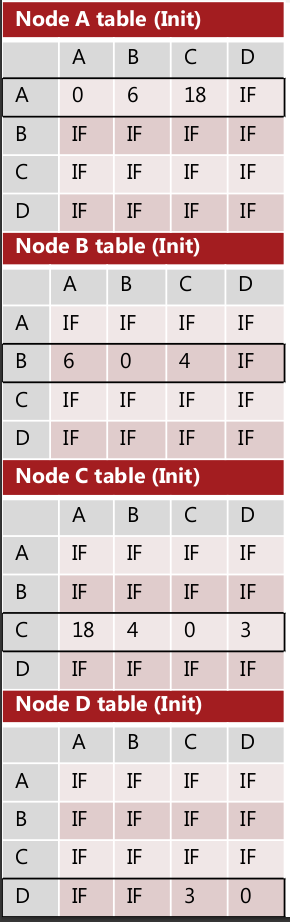 Node A table (Init)
A B C D
A 0 6 18 IF
B IF IF IF IF
C IF IF IF IF
D IF IF IF IF
Node B table (Init)
A B C D
A IF IF IF IF
B 6 0 4 IF
C IF IF IF IF
D IF IF IF IF
Node C table (Init)
A B C D
A IF IF IF IF
B IF IF IF IF
C 18 4 0 3
D IF IF IF IF
Node D table (Init)
A B C D
A IF IF IF IF
B IF IF IF IF
C IF IF IF IF
D IF IF 3 0